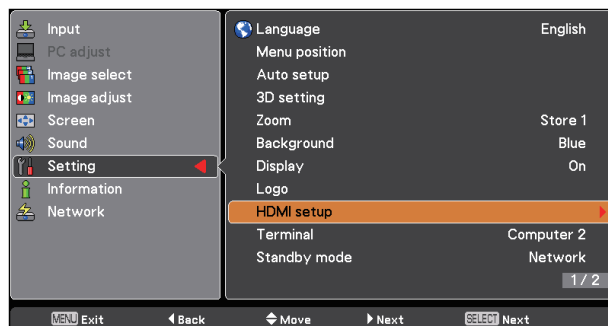 Input
PC adjust
Image select
Image adjust
Screen
Sound
Setting
Information
Network
Language English
Menu position
Auto setup
3D setting
Zoom Store 1
Background Blue
Display On
Logo
HDMI setup
Terminal Computer 2
Standby mode Network
1/2
MENU Exit Back Move Next SELECT Next